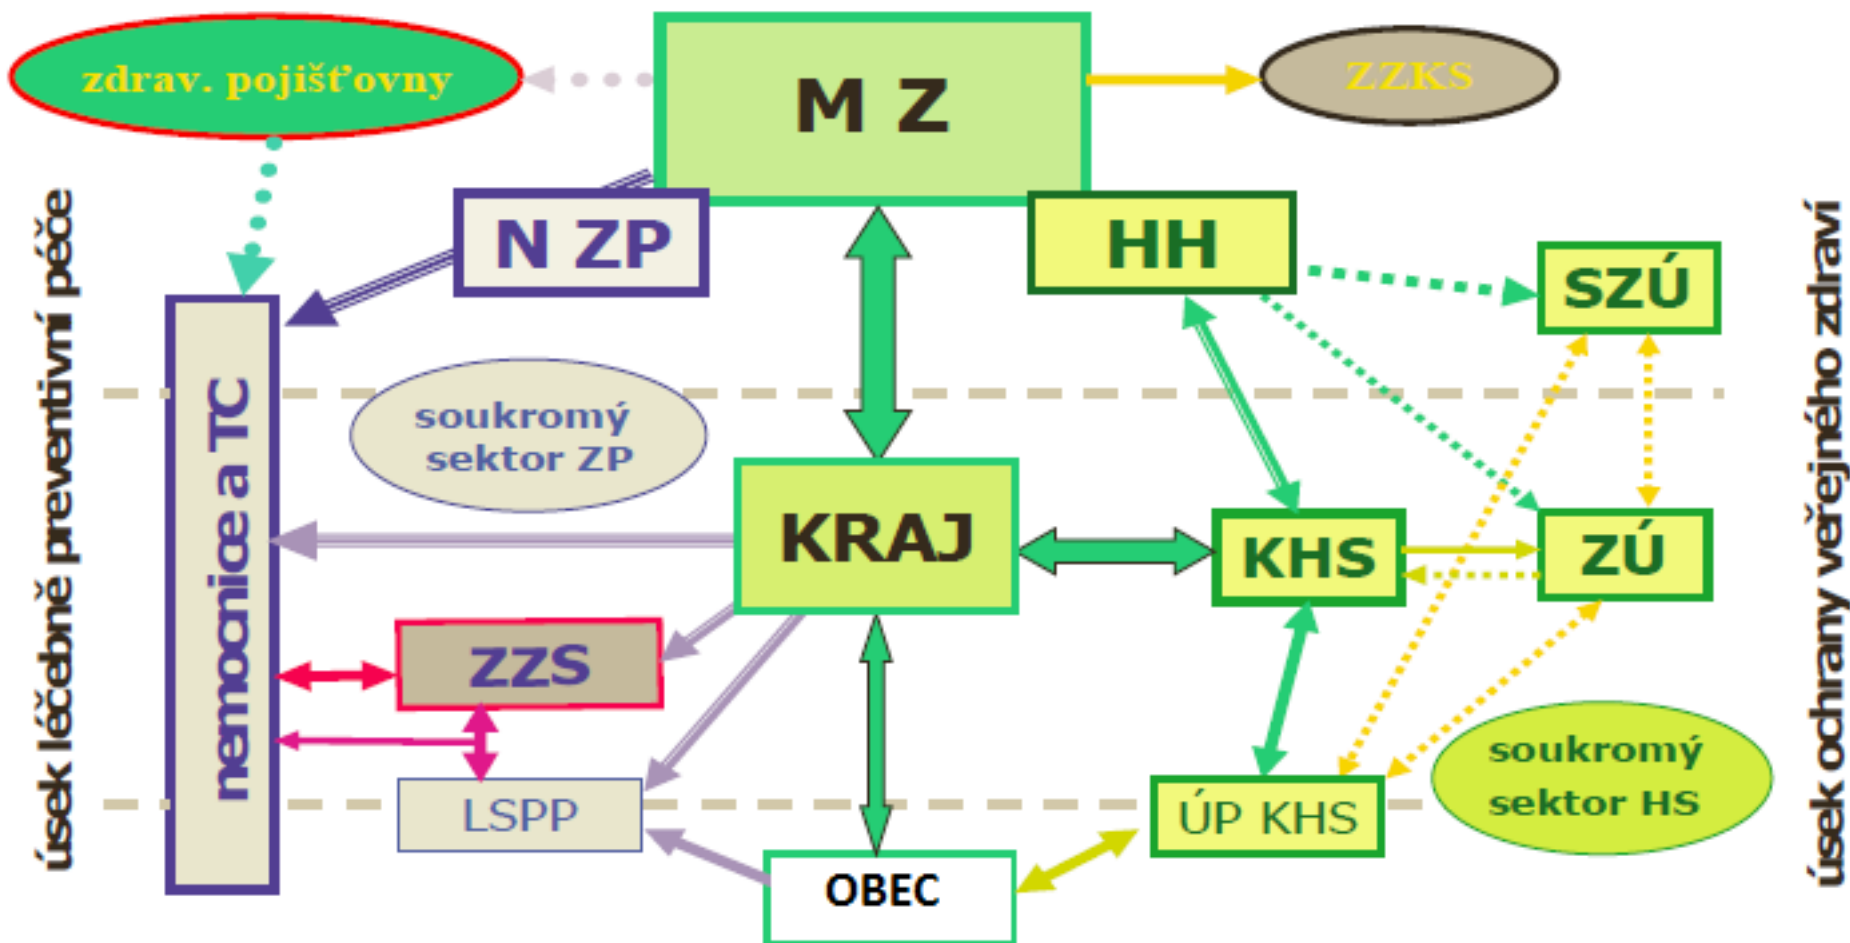 zdrav. pojišťovny
M Z
ZZKS
N ZP
HH
SZÚ
úsek léčebně preventivní péče
úsek ochrany veřejného zdraví
nemocnice a TC
soukromý
sektor ZP
KRAJ
KHS
ZÚ
ZZS
LSPP
ÚP KHS
soukromý
sektor HS
OBEC